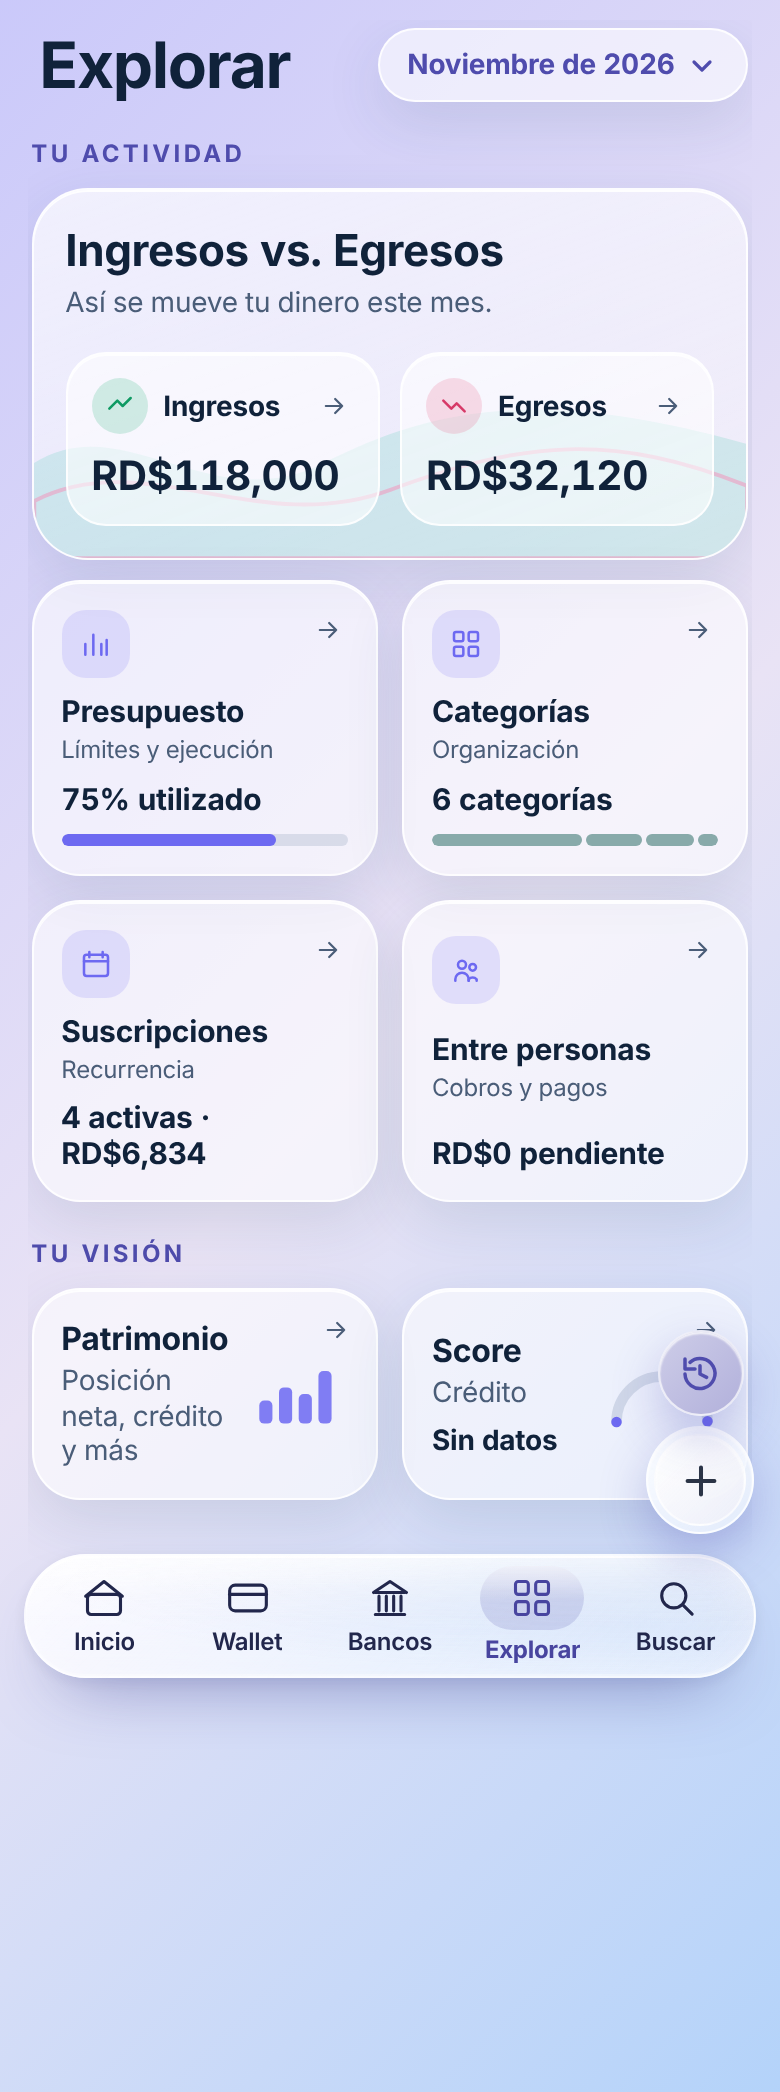 Explorar
Noviembre de 2026
TU ACTIVIDAD
Ingresos vs. Egresos
Así se mueve tu dinero este mes.
Ingresos
RD$118,000
Egresos
RD$32,120
Presupuesto
Límites y ejecución
75% utilizado
Categorías
Organización
6 categorías
Suscripciones
Recurrencia
4 activas ·
RD$6,834
Entre personas
Cobros y pagos
RD$0 pendiente
TU VISIÓN
Patrimonio
Posición
neta, crédito
y más
Score
Crédito
Sin datos
Inicio
Wallet
Bancos
Explorar
Buscar